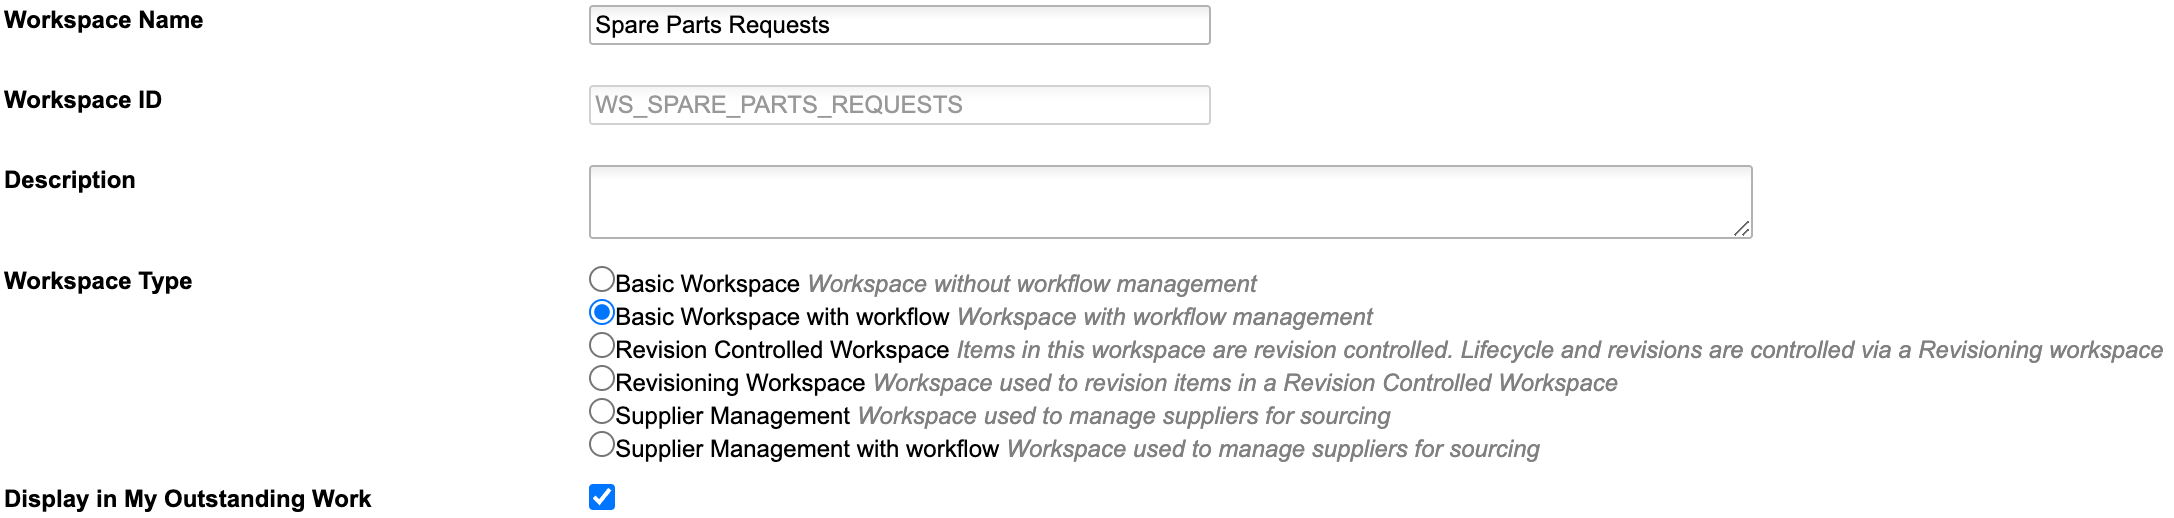 Workspace Name Spare Parts Requests
Workspace ID WS_SPARE_PARTS_REQUESTS
Description
Workspace Type Basic Workspace Workspace without workflow management
Basic Workspace with workflow Workspace with workflow management
Revision Controlled Workspace Items in this workspace are revision controlled. Lifecycle and revisions are controlled via a Revisioning workspace
Revisioning Workspace Workspace used to revision items in a Revision Controlled Workspace
Supplier Management Workspace used to manage suppliers for sourcing
Supplier Management with workflow Workspace used to manage suppliers for sourcing
Display in My Outstanding Work